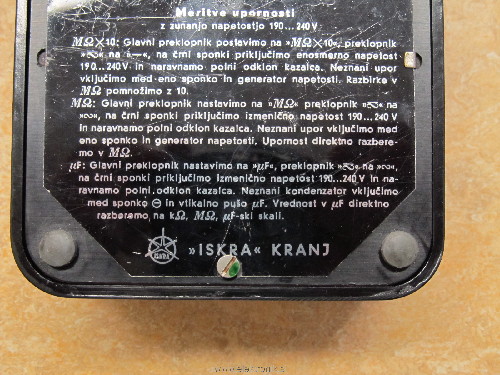 Meritve upornosti
z zunanjo napetostjo 190...240 V
MΩ×10: Glavni preklopnik postavimo na »MΩ×10«, preklopnik
na črni sponki priključimo enosmerno napetost
190...240 V in naravnamo polni odklon kazalca. Neznani upor
vključimo med eno sponko in generator napetosti. Razbirke v
MΩ pomnožimo z 10.
MΩ: Glavni preklopnik nastavimo na »MΩ« preklopnik na
na črni sponki priključimo izmenično napetost 190...240 V
in naravnamo polni odklon kazalca. Neznani upor vključimo med
eno sponko in generator napetosti. Upornost direktno razbere-
mo v MΩ.
µF: Glavni preklopnik nastavimo na »µF«, preklopnik na
na črni sponki priključimo izmenično napetost 190...240 V in na-
ravnamo polni odklon kazalca. Neznani kondenzator vključimo
med sponko ⊖ in vtikalno pušo µF. Vrednost v µF direktno
razberemo na kΩ, MΩ, µF-ski skali.
ISKRA
»ISKRA« KRANJ